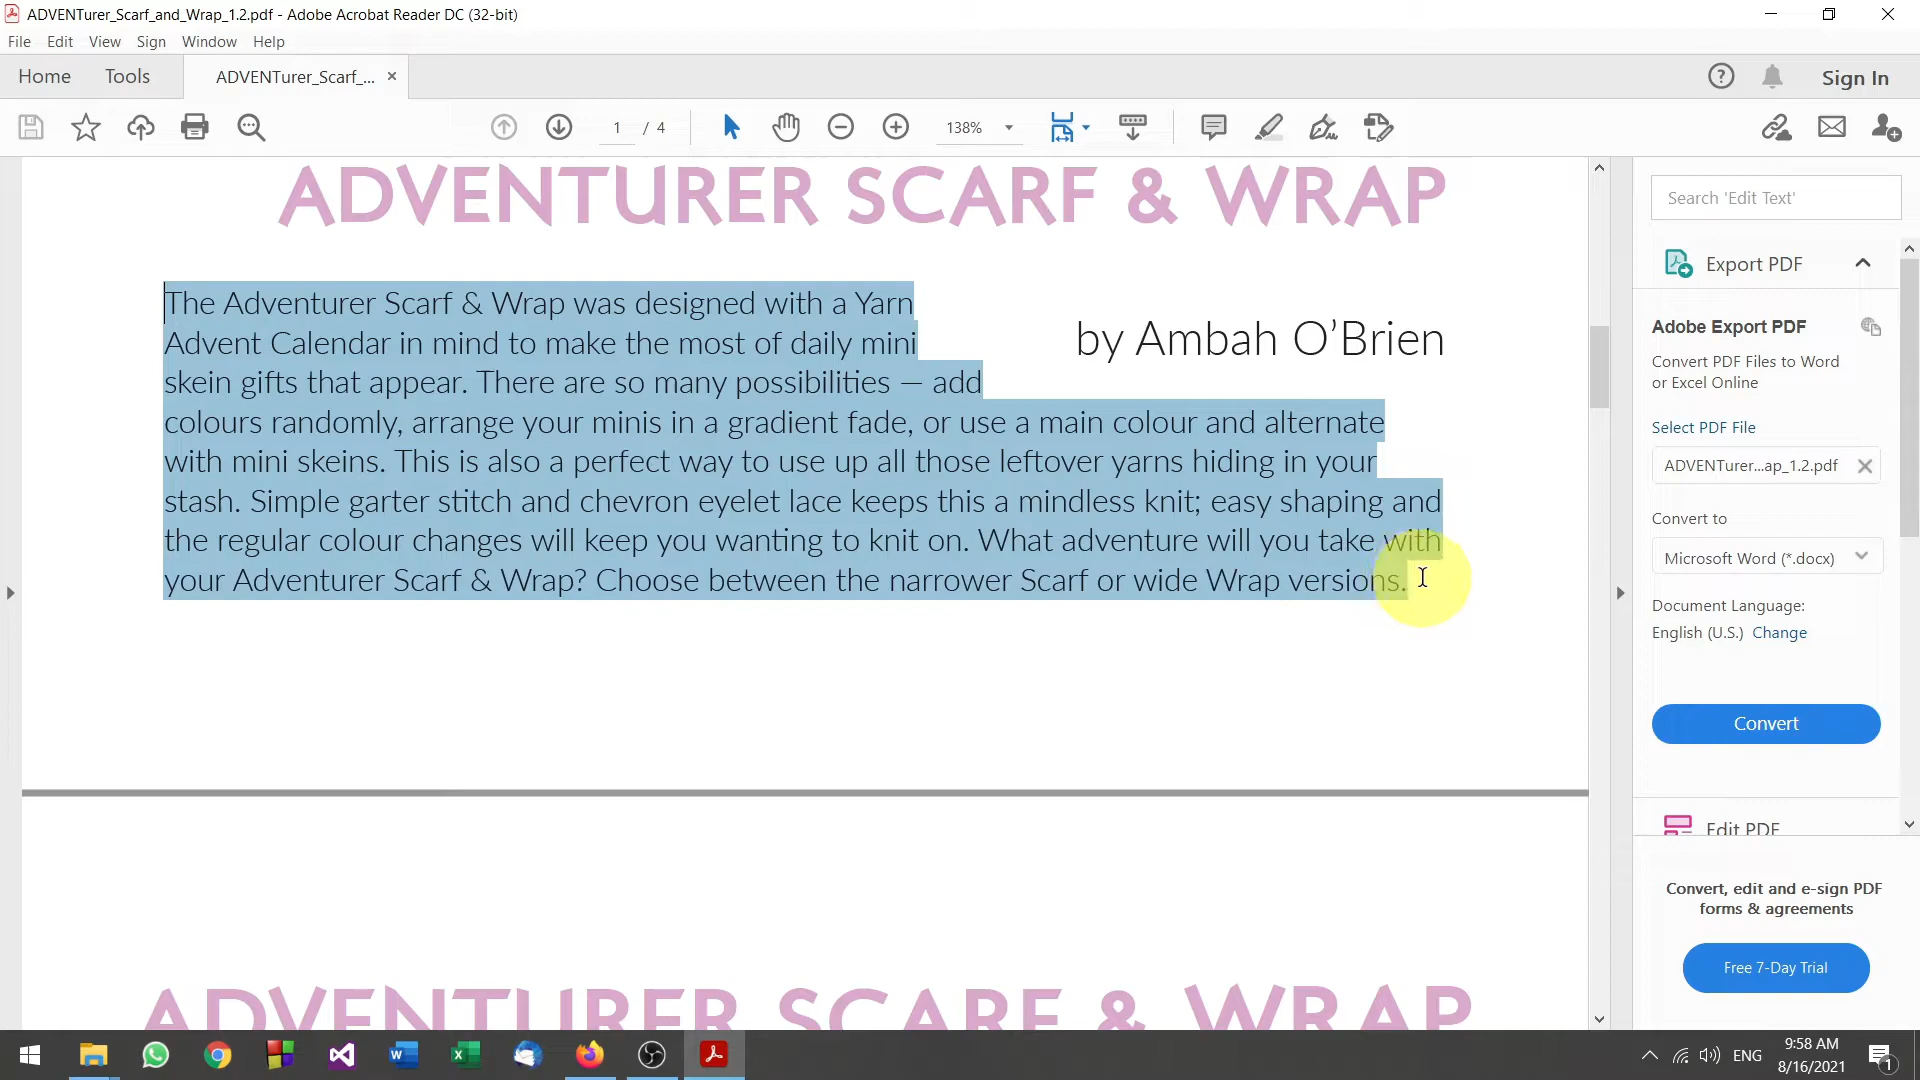 ADVENTurer_Scarf_and_Wrap_1.2.pdf - Adobe Acrobat Reader DC (32-bit)
File Edit View Sign Window Help
Home Tools ADVENTurer_Scarf_... × Sign In
1 / 4 138%
ADVENTURER SCARF & WRAP
The Adventurer Scarf & Wrap was designed with a Yarn
Advent Calendar in mind to make the most of daily mini
skein gifts that appear. There are so many possibilities — add
colours randomly, arrange your minis in a gradient fade, or use a main colour and alternate
with mini skeins. This is also a perfect way to use up all those leftover yarns hiding in your
stash. Simple garter stitch and chevron eyelet lace keeps this a mindless knit; easy shaping and
the regular colour changes will keep you wanting to knit on. What adventure will you take with
your Adventurer Scarf & Wrap? Choose between the narrower Scarf or wide Wrap versions.
by Ambah O’Brien
ADVENTURER SCARF & WRAP
Search 'Edit Text'
Export PDF
Adobe Export PDF
Convert PDF Files to Word
or Excel Online
Select PDF File
ADVENTurer...ap_1.2.pdf
Convert to
Microsoft Word (*.docx)
Document Language:
English (U.S.) Change
Convert
Edit PDF
Convert, edit and e-sign PDF
forms & agreements
Free 7-Day Trial
ENG
9:58 AM
8/16/2021
1